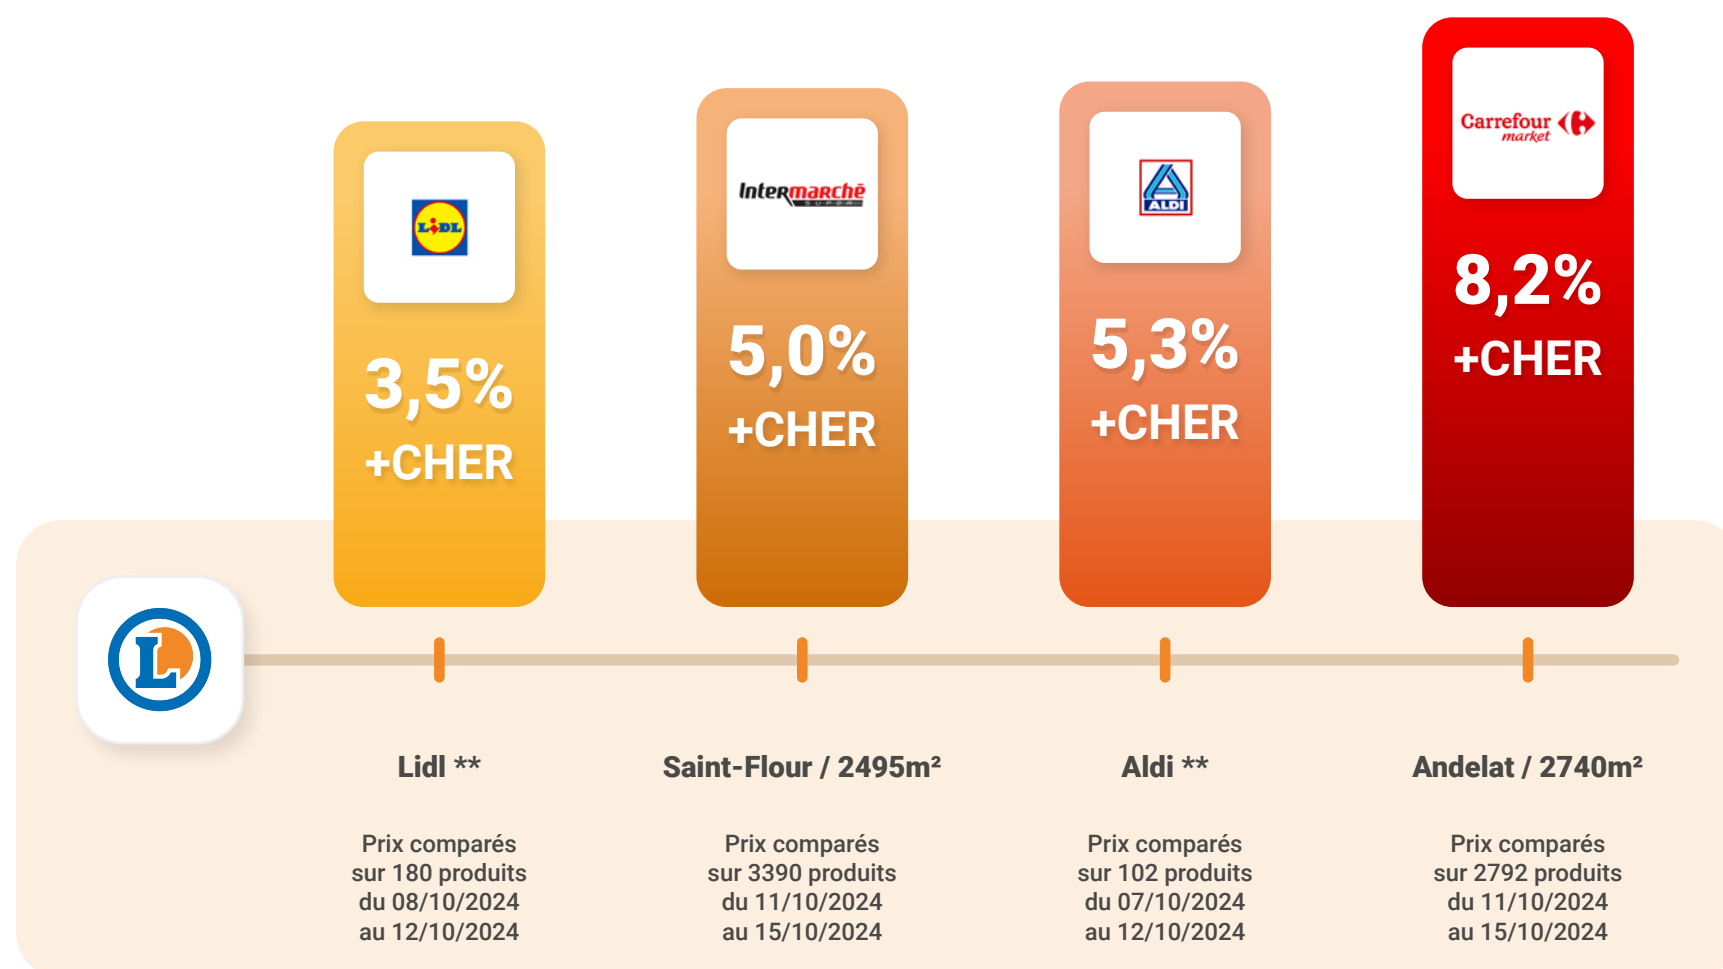 LIDL
3,5%
+CHER
Intermarchē
SUPER
5,0%
+CHER
ALDI
5,3%
+CHER
Carrefour
market
8,2%
+CHER
L
Lidl **
Prix comparés
sur 180 produits
du 08/10/2024
au 12/10/2024
Saint-Flour / 2495m²
Prix comparés
sur 3390 produits
du 11/10/2024
au 15/10/2024
Aldi **
Prix comparés
sur 102 produits
du 07/10/2024
au 12/10/2024
Andelat / 2740m²
Prix comparés
sur 2792 produits
du 11/10/2024
au 15/10/2024